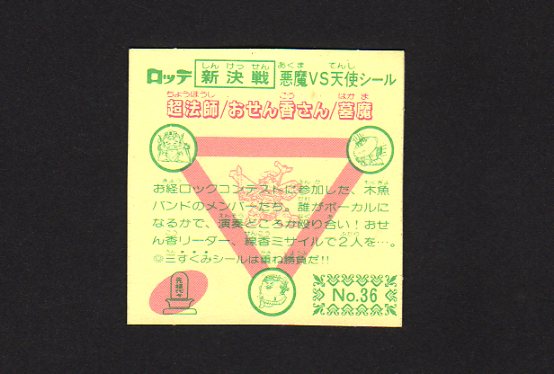 しんけっせん あくま てんし
ロッテ 新決戦 悪魔VS天使シール
ちょうほうし こう はかま
超法師/おせん香さん/墓魔
お経ロックコンテストに参加した、木魚
バンドのメンバーたち。誰がボーカルに
なるかで、演奏どころか殴り合い!おせ
ん香リーダー、線香ミサイルで2人を…。
◎三すくみシールは重ね勝負だ!!
No.36